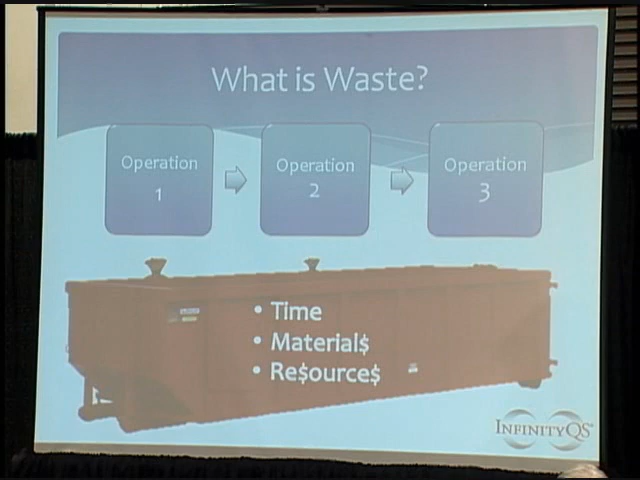 What is Waste?
Operation
1
Operation
2
Operation
3
• Time
• Material$
• Re$ource$
INFINITYQS